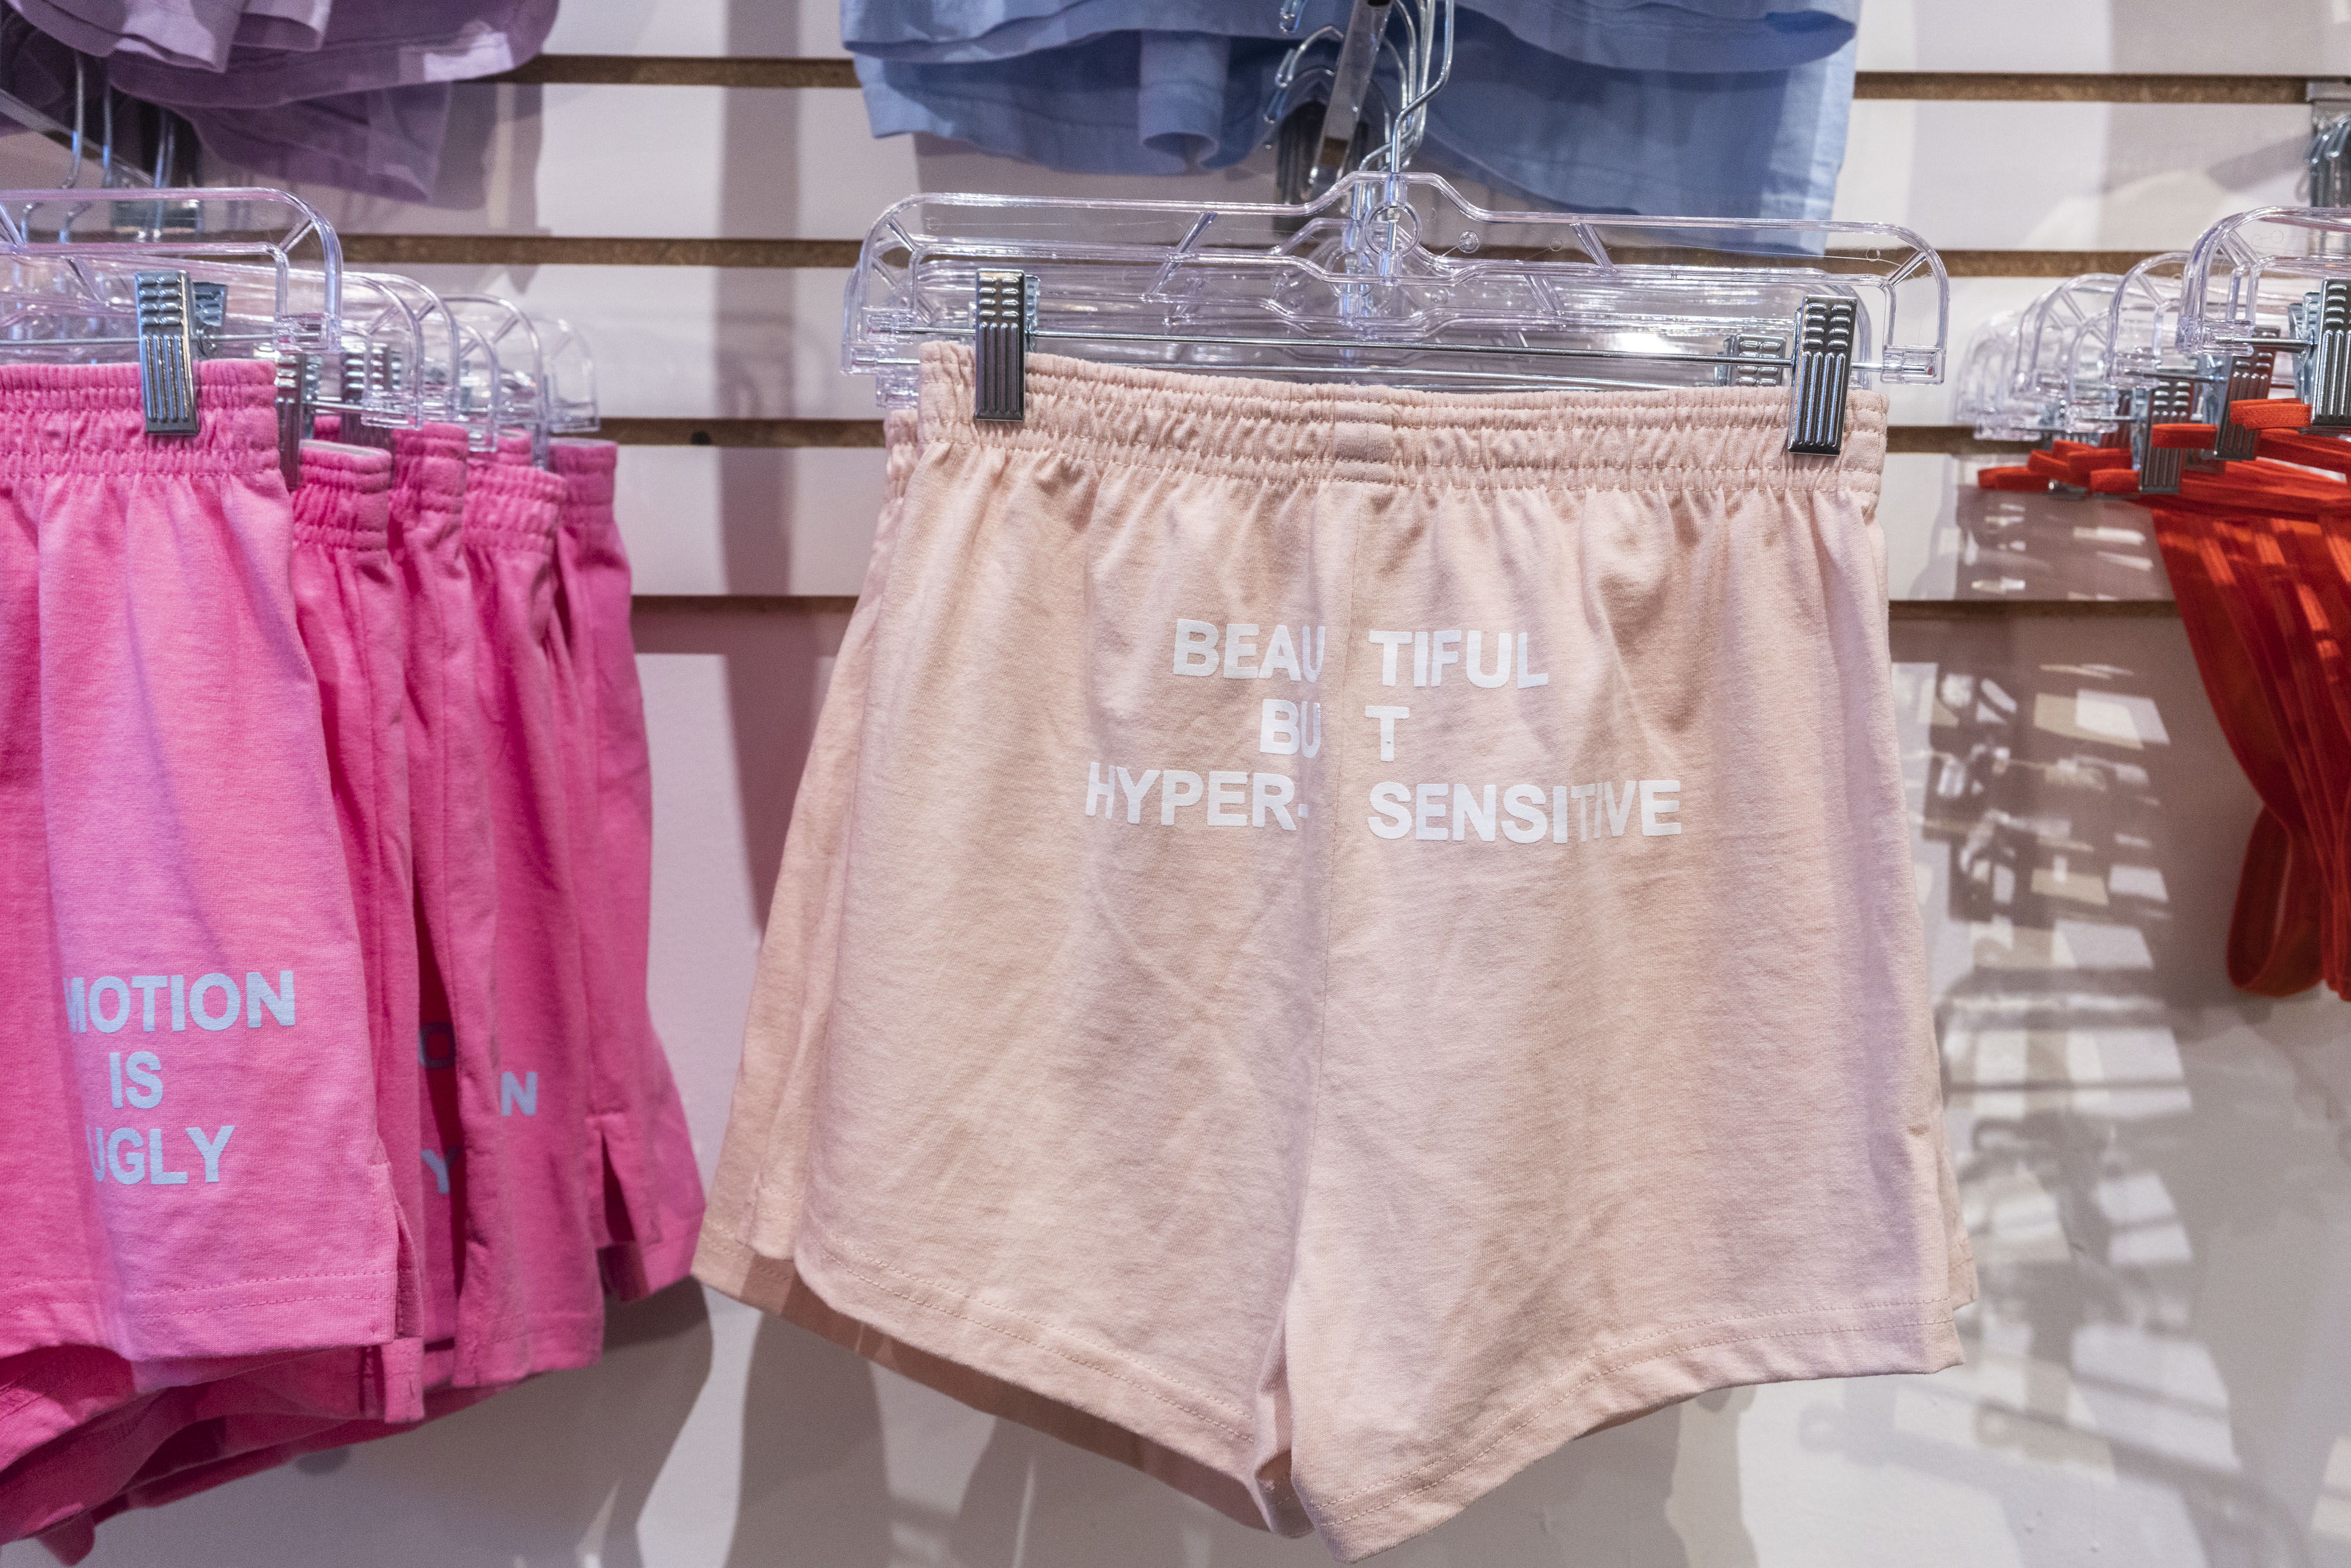 MOTION
IS
UGLY
O
N
Y
BEAU TIFUL
BU T
HYPER- SENSITIVE